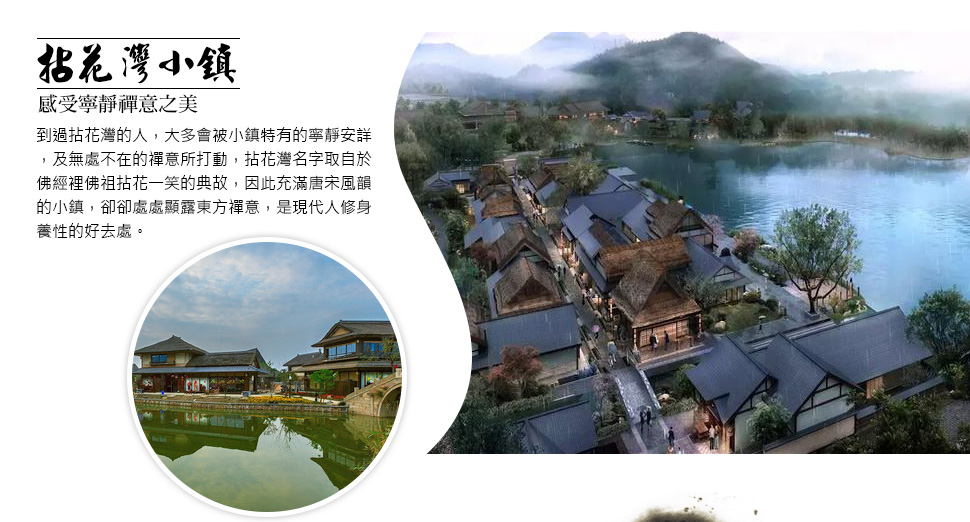 拈花灣小鎮
感受寧靜禪意之美
到過拈花灣的人，大多會被小鎮特有的寧靜安詳
，及無處不在的禪意所打動，拈花灣名字取自於
佛經裡佛祖拈花一笑的典故，因此充滿唐宋風韻
的小鎮，卻卻處處顯露東方禪意，是現代人修身
養性的好去處。